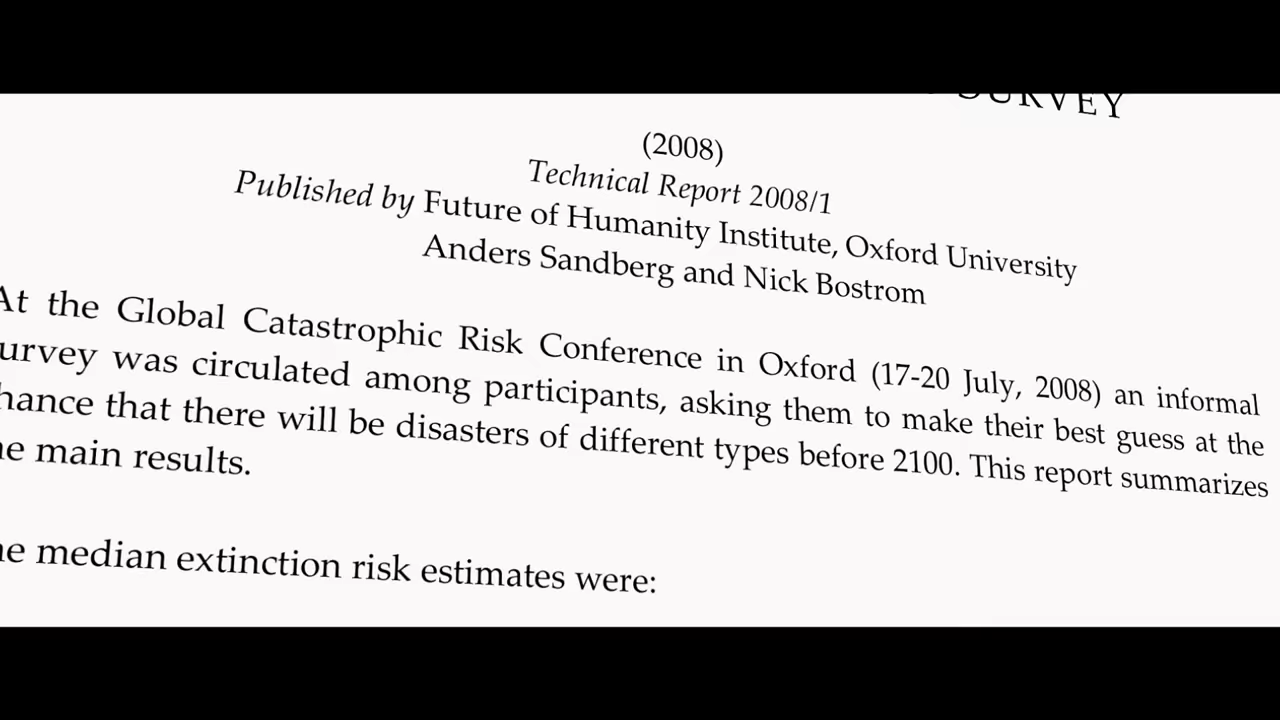 SURVEY
(2008)
Technical Report 2008/1
Published by Future of Humanity Institute, Oxford University
Anders Sandberg and Nick Bostrom
At the Global Catastrophic Risk Conference in Oxford (17-20 July, 2008) an informal
urvey was circulated among participants, asking them to make their best guess at the
hance that there will be disasters of different types before 2100. This report summarizes
he main results.
he median extinction risk estimates were: